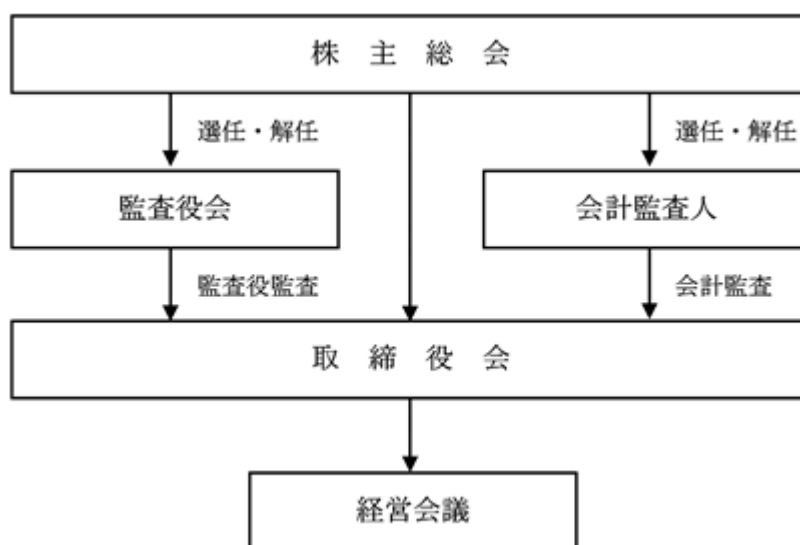 株主総会
選任・解任
選任・解任
監査役会
会計監査人
監査役監査
会計監査
取締役会
経営会議